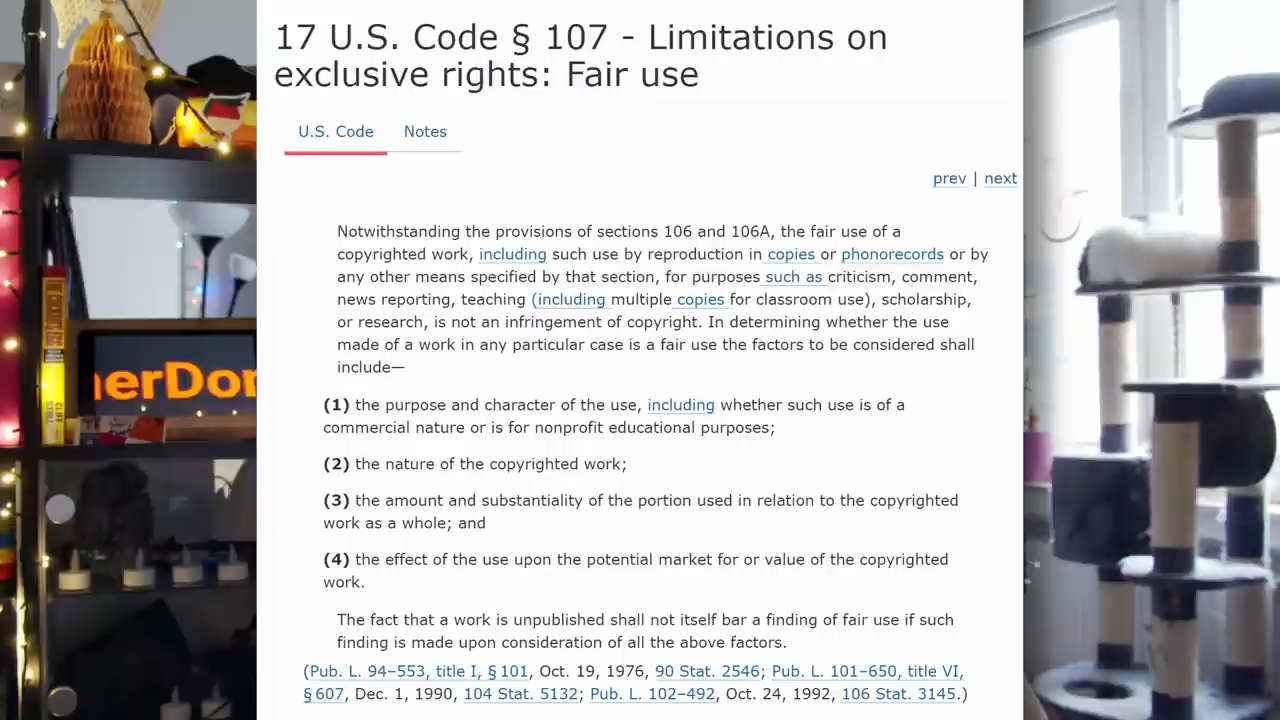 17 U.S. Code § 107 - Limitations on
exclusive rights: Fair use
U.S. Code Notes
prev | next
Notwithstanding the provisions of sections 106 and 106A, the fair use of a
copyrighted work, including such use by reproduction in copies or phonorecords or by
any other means specified by that section, for purposes such as criticism, comment,
news reporting, teaching (including multiple copies for classroom use), scholarship,
or research, is not an infringement of copyright. In determining whether the use
made of a work in any particular case is a fair use the factors to be considered shall
include—
(1) the purpose and character of the use, including whether such use is of a
commercial nature or is for nonprofit educational purposes;
(2) the nature of the copyrighted work;
(3) the amount and substantiality of the portion used in relation to the copyrighted
work as a whole; and
(4) the effect of the use upon the potential market for or value of the copyrighted
work.
The fact that a work is unpublished shall not itself bar a finding of fair use if such
finding is made upon consideration of all the above factors.
(Pub. L. 94–553, title I, § 101, Oct. 19, 1976, 90 Stat. 2546; Pub. L. 101–650, title VI,
§ 607, Dec. 1, 1990, 104 Stat. 5132; Pub. L. 102–492, Oct. 24, 1992, 106 Stat. 3145.)
nerDon